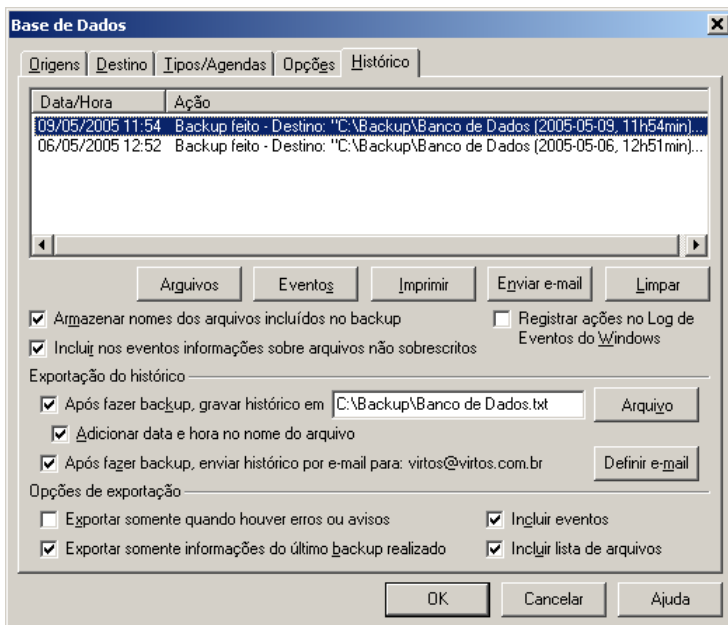 Base de Dados
Origens Destino Tipos/Agendas Opções Histórico
Data/Hora Ação
09/05/2005 11:54 Backup feito - Destino: "C:\Backup\Banco de Dados (2005-05-09, 11h54min)...
06/05/2005 12:52 Backup feito - Destino: "C:\Backup\Banco de Dados (2005-05-06, 12h51min)...
Arquivos Eventos Imprimir Enviar e-mail Limpar
Armazenar nomes dos arquivos incluídos no backup
Registrar ações no Log de
Eventos do Windows
Incluir nos eventos informações sobre arquivos não sobrescritos
Exportação do histórico
Após fazer backup, gravar histórico em C:\Backup\Banco de Dados.txt Arquivo
Adicionar data e hora no nome do arquivo
Após fazer backup, enviar histórico por e-mail para: virtos@virtos.com.br Definir e-mail
Opções de exportação
Exportar somente quando houver erros ou avisos Incluir eventos
Exportar somente informações do último backup realizado Incluir lista de arquivos
OK Cancelar Ajuda